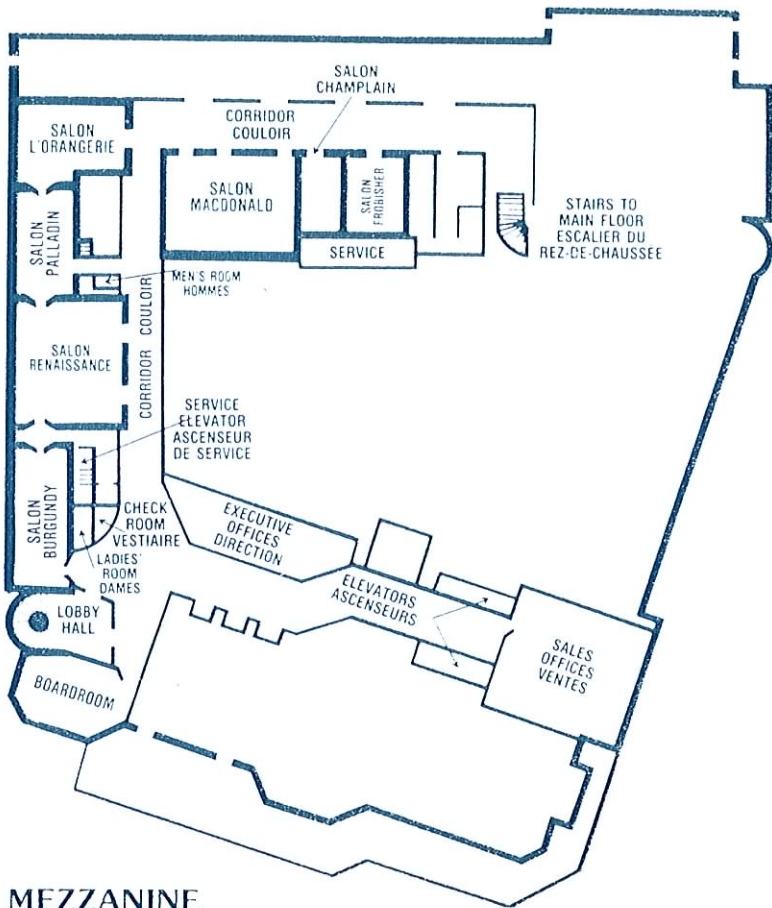 SALON
CHAMPLAIN
CORRIDOR
COULOIR
SALON
L'ORANGERIE
SALON
MACDONALD
SALON
FROBISHER
STAIRS TO
MAIN FLOOR
ESCALIER DU
REZ-DE-CHAUSSÉE
SALON
PALLADIN
SERVICE
MEN'S ROOM
HOMMES
CORRIDOR COULOIR
SALON
RENAISSANCE
SERVICE
ELEVATOR
ASCENSEUR
DE SERVICE
SALON
BURGUNDY
CHECK
ROOM
VESTIAIRE
LADIES'
ROOM
DAMES
EXECUTIVE
OFFICES
DIRECTION
ELEVATORS
ASCENSEURS
LOBBY
HALL
SALES
OFFICES
VENTES
BOARDROOM
MEZZANINE